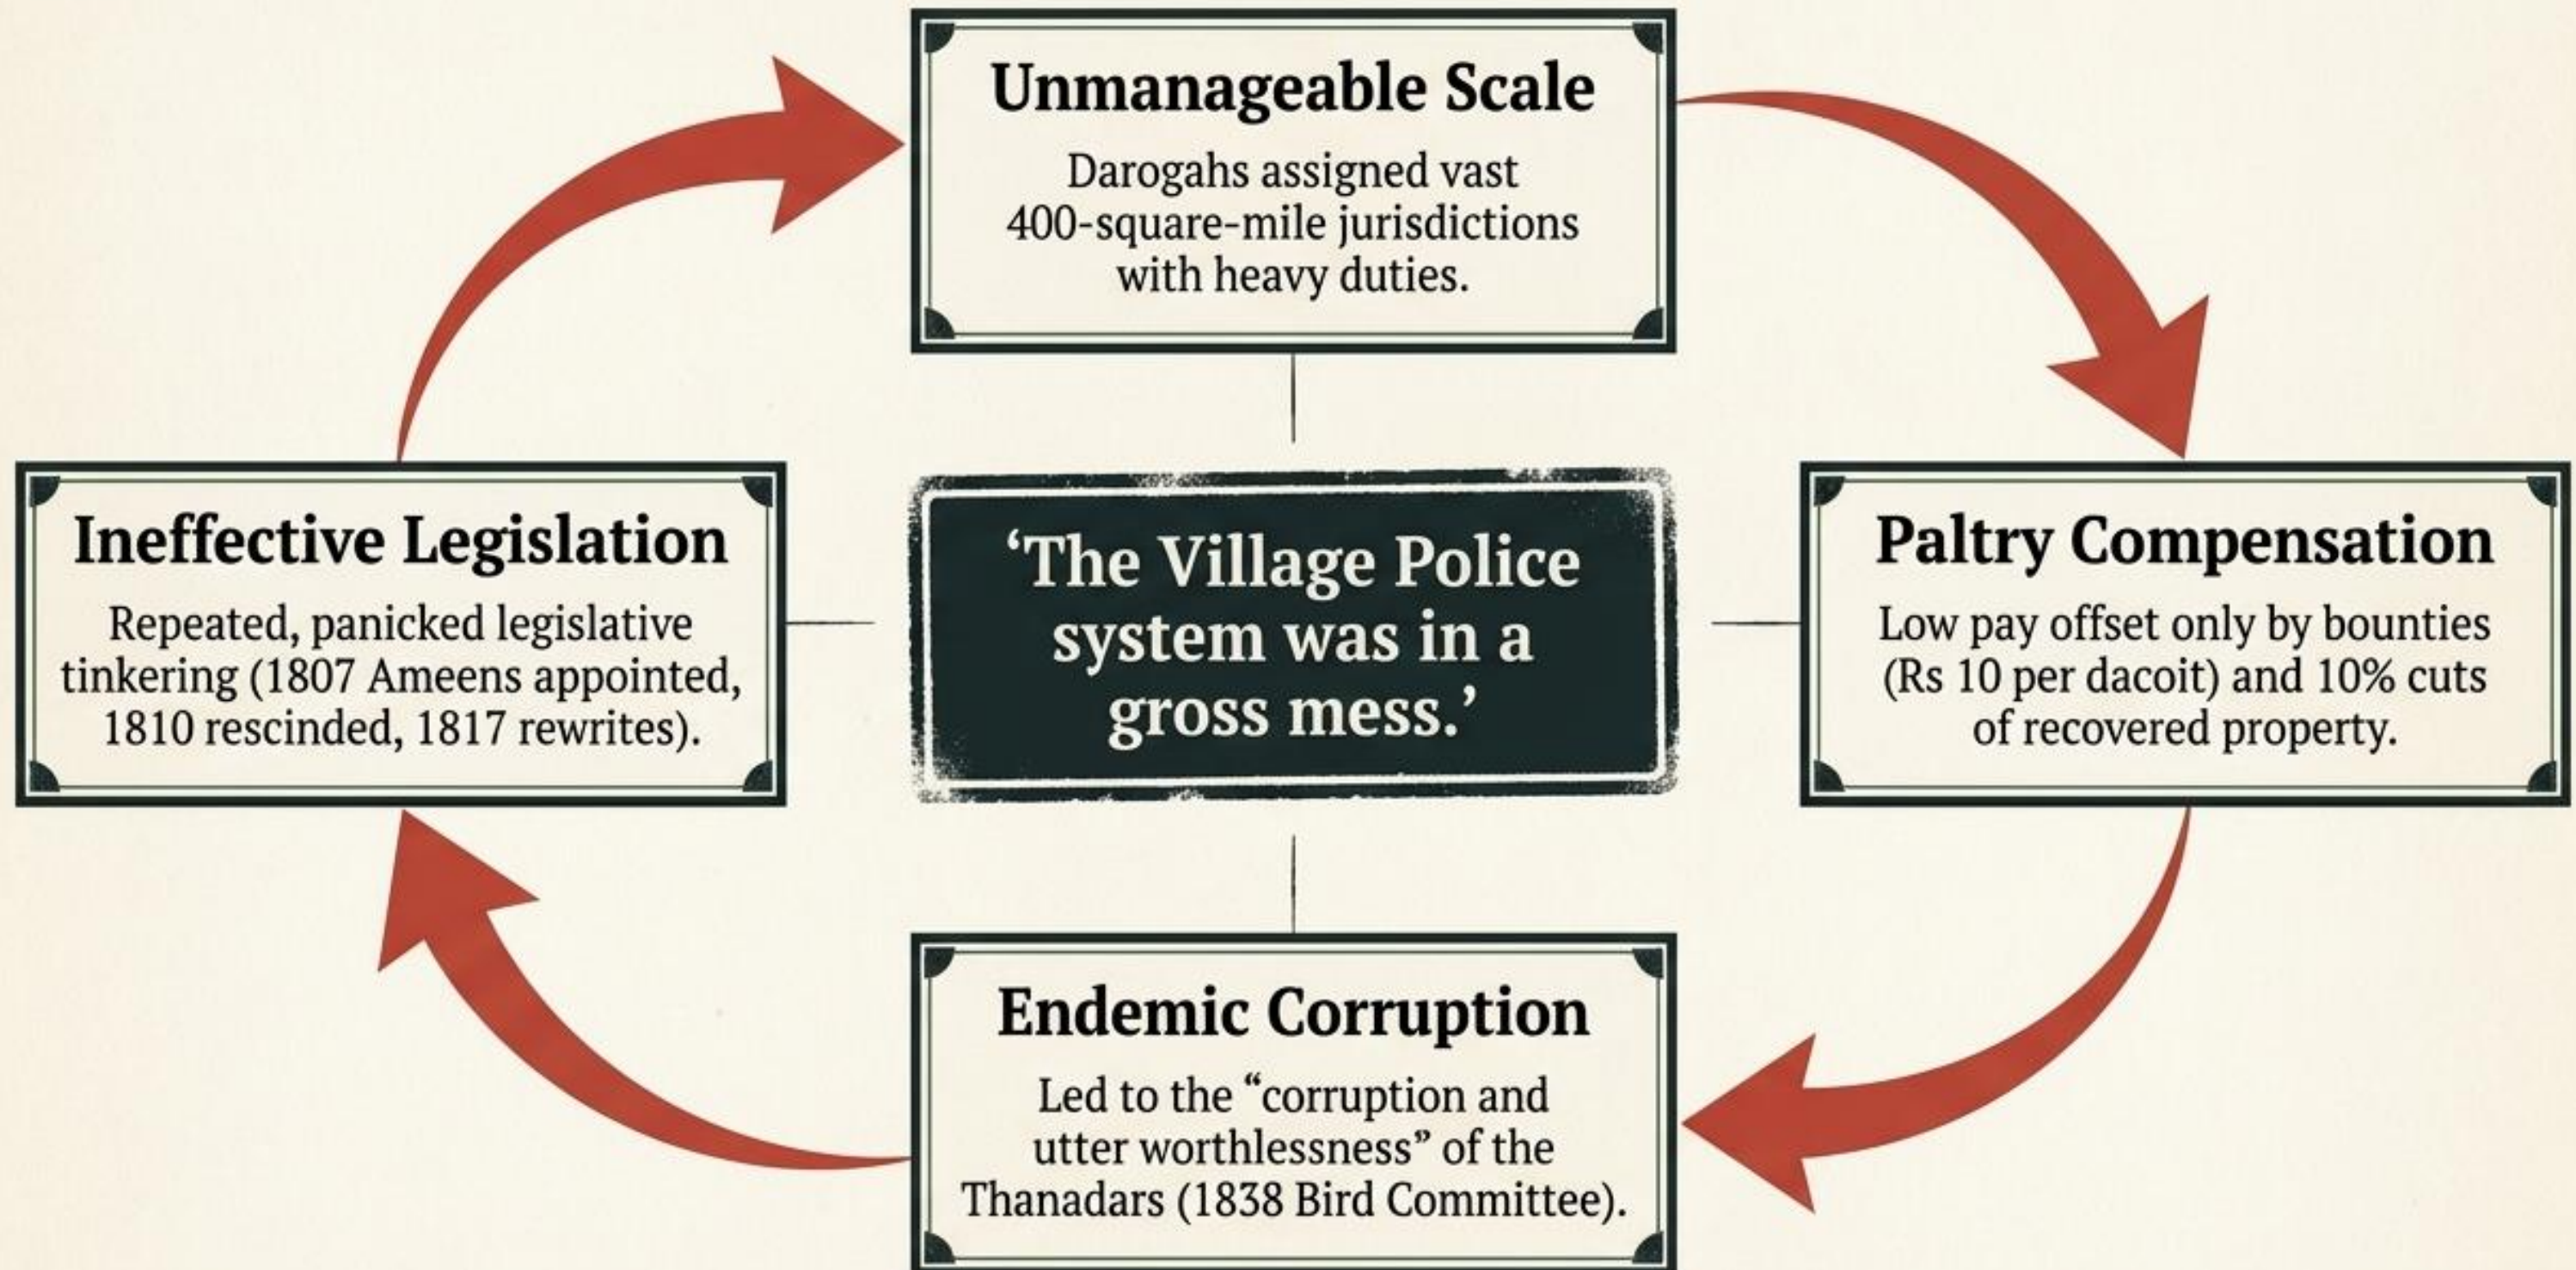 Unmanageable Scale
Darogahs assigned vast
400-square-mile jurisdictions
with heavy duties.
Ineffective Legislation
Repeated, panicked legislative
tinkering (1807 Ameens appointed,
1810 rescinded, 1817 rewrites).
‘The Village Police
system was in a
gross mess.’
Paltry Compensation
Low pay offset only by bounties
(Rs 10 per dacoit) and 10% cuts
of recovered property.
Endemic Corruption
Led to the “corruption and
utter worthlessness” of the
Thanadars (1838 Bird Committee).